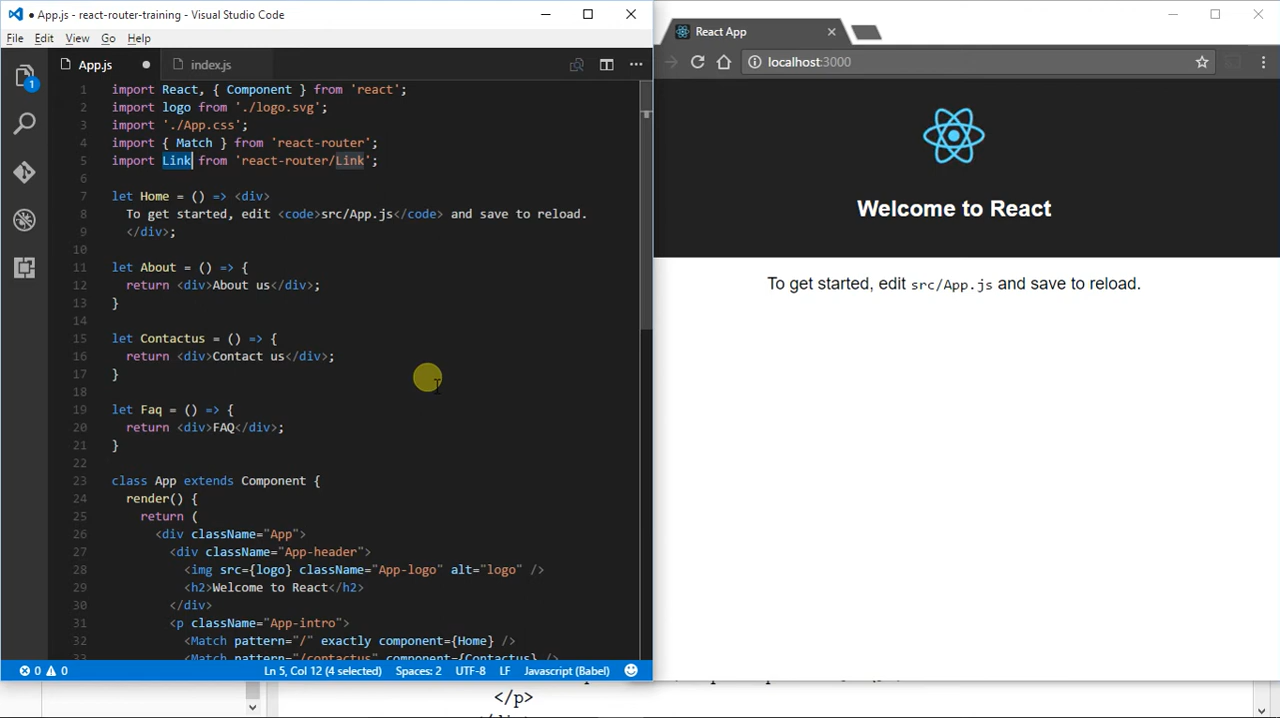 App.js - react-router-training - Visual Studio Code
File Edit View Go Help
App.js
index.js
1
1 import React, { Component } from 'react';
2 import logo from './logo.svg';
3 import './App.css';
4 import { Match } from 'react-router';
5 import Link from 'react-router/Link';
6
7 let Home = () => <div>
8 To get started, edit <code>src/App.js</code> and save to reload.
9 </div>;
10
11 let About = () => {
12 return <div>About us</div>;
13 }
14
15 let Contactus = () => {
16 return <div>Contact us</div>;
17 }
18
19 let Faq = () => {
20 return <div>FAQ</div>;
21 }
22
23 class App extends Component {
24 render() {
25 return (
26 <div className="App">
27 <div className="App-header">
28 <img src={logo} className="App-logo" alt="logo" />
29 <h2>Welcome to React</h2>
30 </div>
31 <p className="App-intro">
32 <Match pattern="/" exactly component={Home} />
33 <Match pattern="/contactus" component={Contactus} />
0 0 Ln 5, Col 12 (4 selected) Spaces: 2 UTF-8 LF Javascript (Babel)
React App
localhost:3000
Welcome to React
To get started, edit src/App.js and save to reload.
</p>